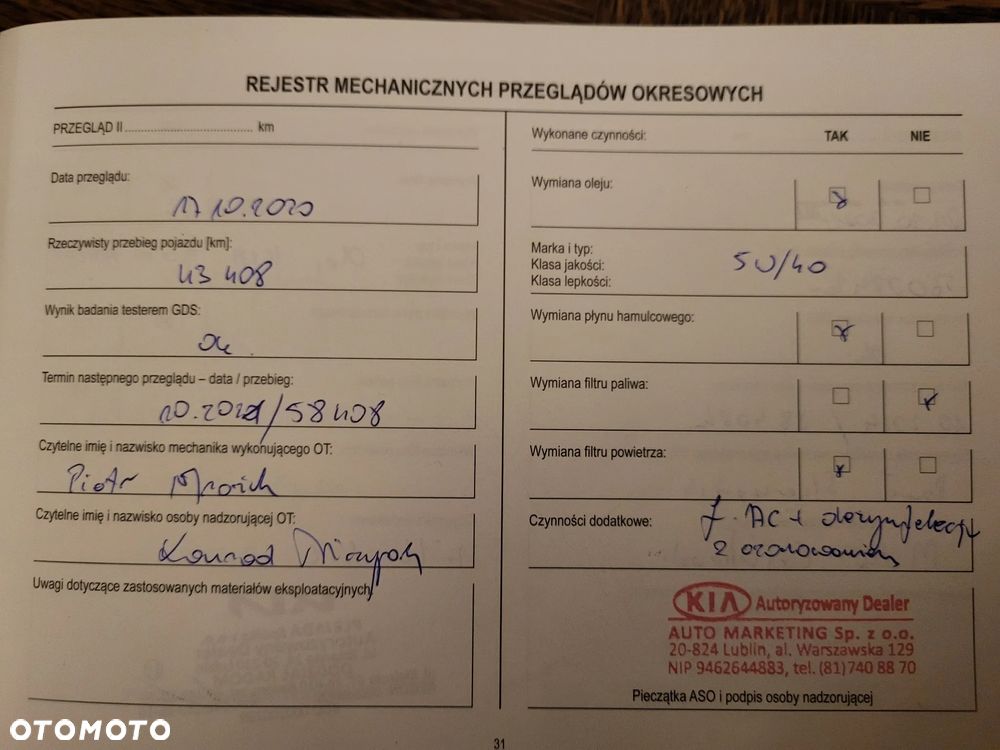 REJESTR MECHANICZNYCH PRZEGLĄDÓW OKRESOWYCH
PRZEGLĄD II .................................... km
Data przeglądu:
17 10.2020
Rzeczywisty przebieg pojazdu [km]:
43 408
Wynik badania testerem GDS:
ok.
Termin następnego przeglądu – data / przebieg:
10.2021/58408
Czytelne imię i nazwisko mechanika wykonującego OT:
Piotr
Czytelne imię i nazwisko osoby nadzorującej OT:
Konrad
Uwagi dotyczące zastosowanych materiałów eksploatacyjnych
Wykonane czynności: TAK NIE
Wymiana oleju:
Marka i typ:
Klasa jakości:
Klasa lepkości:
5W/40
Wymiana płynu hamulcowego:
Wymiana filtru paliwa:
Wymiana filtru powietrza:
Czynności dodatkowe:
f. AC + dezynfekcja
z ozonowaniem
KIA Autoryzowany Dealer
AUTO MARKETING Sp. z o.o.
20-824 Lublin, al. Warszawska 129
NIP 9462644883, tel. (81)740 88 70
Pieczątka ASO i podpis osoby nadzorującej
31
OTOMOTO